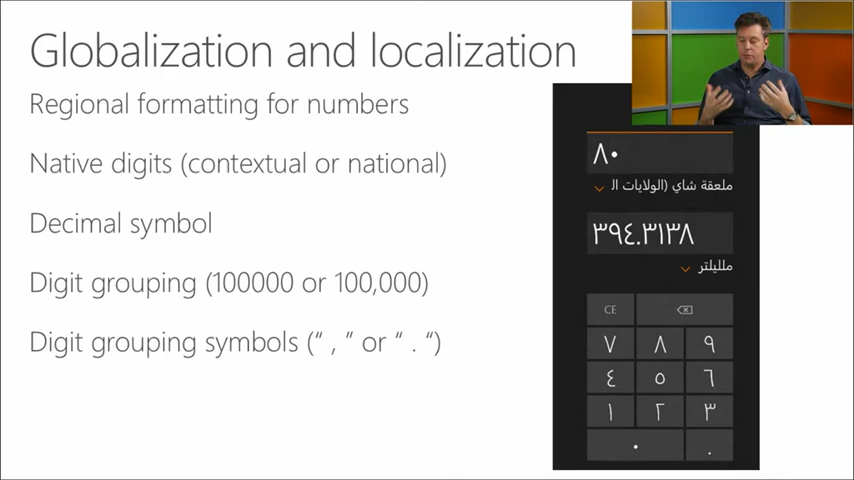 Globalization and localization
Regional formatting for numbers
Native digits (contextual or national)
Decimal symbol
Digit grouping (100000 or 100,000)
Digit grouping symbols (“ , ” or “ . “)
٨٠
ملعقة شاي (الولايات ال
٣٩٤.٣١٣٨
ملليلتر
CE
٧ ٨ ٩
٤ ٥ ٦
١ ٢ ٣
٠ .